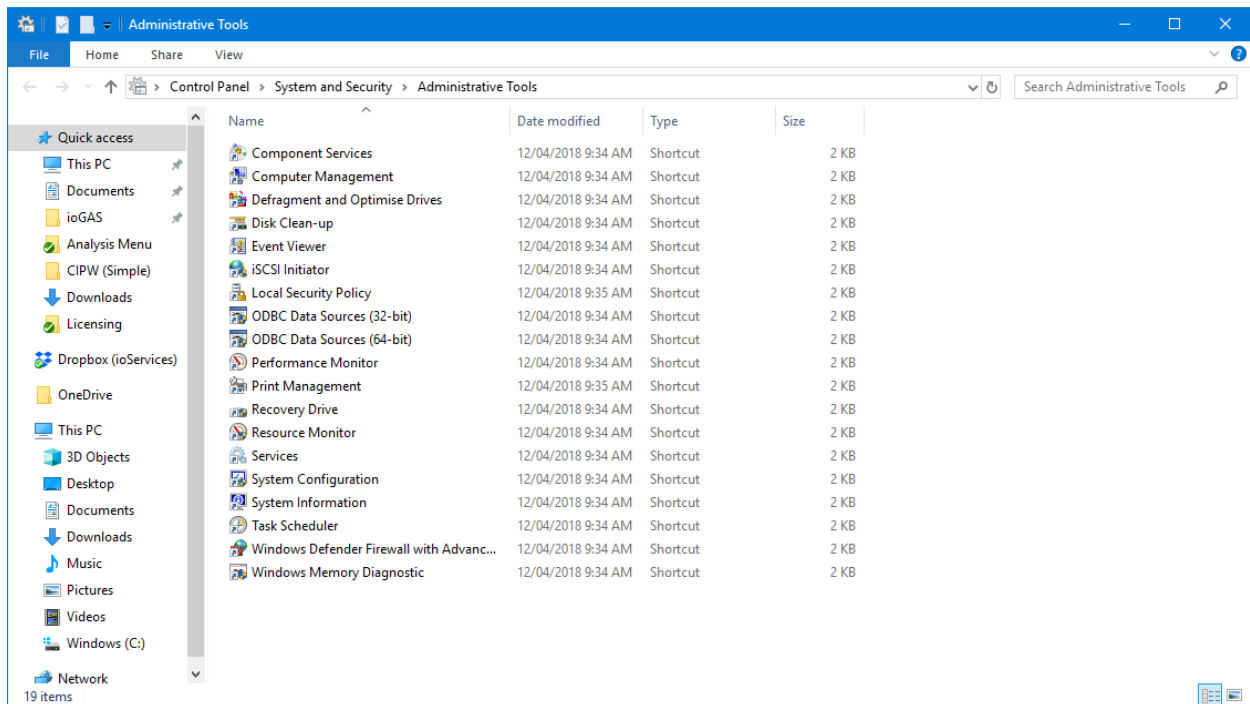 Administrative Tools
File Home Share View
Control Panel System and Security Administrative Tools Search Administrative Tools
Name Date modified Type Size
Quick access
This PC
Documents
ioGAS
Analysis Menu
CIPW (Simple)
Downloads
Licensing
Dropbox (ioServices)
OneDrive
This PC
3D Objects
Desktop
Documents
Downloads
Music
Pictures
Videos
Windows (C:)
Network
Component Services 12/04/2018 9:34 AM Shortcut 2 KB
Computer Management 12/04/2018 9:34 AM Shortcut 2 KB
Defragment and Optimise Drives 12/04/2018 9:34 AM Shortcut 2 KB
Disk Clean-up 12/04/2018 9:34 AM Shortcut 2 KB
Event Viewer 12/04/2018 9:34 AM Shortcut 2 KB
iSCSI Initiator 12/04/2018 9:34 AM Shortcut 2 KB
Local Security Policy 12/04/2018 9:35 AM Shortcut 2 KB
ODBC Data Sources (32-bit) 12/04/2018 9:34 AM Shortcut 2 KB
ODBC Data Sources (64-bit) 12/04/2018 9:34 AM Shortcut 2 KB
Performance Monitor 12/04/2018 9:34 AM Shortcut 2 KB
Print Management 12/04/2018 9:35 AM Shortcut 2 KB
Recovery Drive 12/04/2018 9:34 AM Shortcut 2 KB
Resource Monitor 12/04/2018 9:34 AM Shortcut 2 KB
Services 12/04/2018 9:34 AM Shortcut 2 KB
System Configuration 12/04/2018 9:34 AM Shortcut 2 KB
System Information 12/04/2018 9:34 AM Shortcut 2 KB
Task Scheduler 12/04/2018 9:34 AM Shortcut 2 KB
Windows Defender Firewall with Advanc... 12/04/2018 9:34 AM Shortcut 2 KB
Windows Memory Diagnostic 12/04/2018 9:34 AM Shortcut 2 KB
19 items